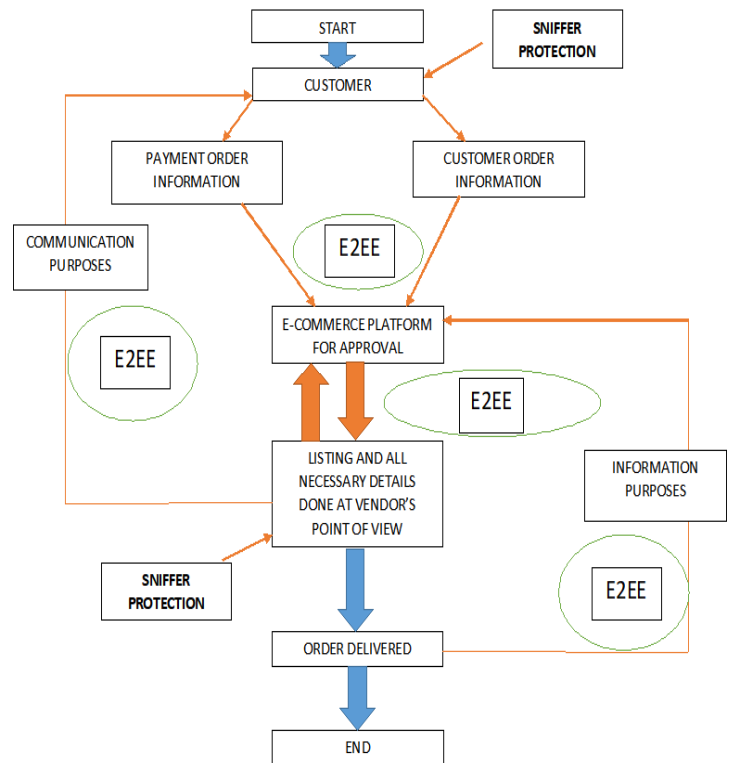 START
SNIFFER
PROTECTION
CUSTOMER
PAYMENT ORDER
INFORMATION
CUSTOMER ORDER
INFORMATION
COMMUNICATION
PURPOSES
E2EE
E-COMMERCE PLATFORM
FOR APPROVAL
E2EE
E2EE
LISTING AND ALL
NECESSARY DETAILS
DONE AT VENDOR'S
POINT OF VIEW
INFORMATION
PURPOSES
SNIFFER
PROTECTION
E2EE
ORDER DELIVERED
END